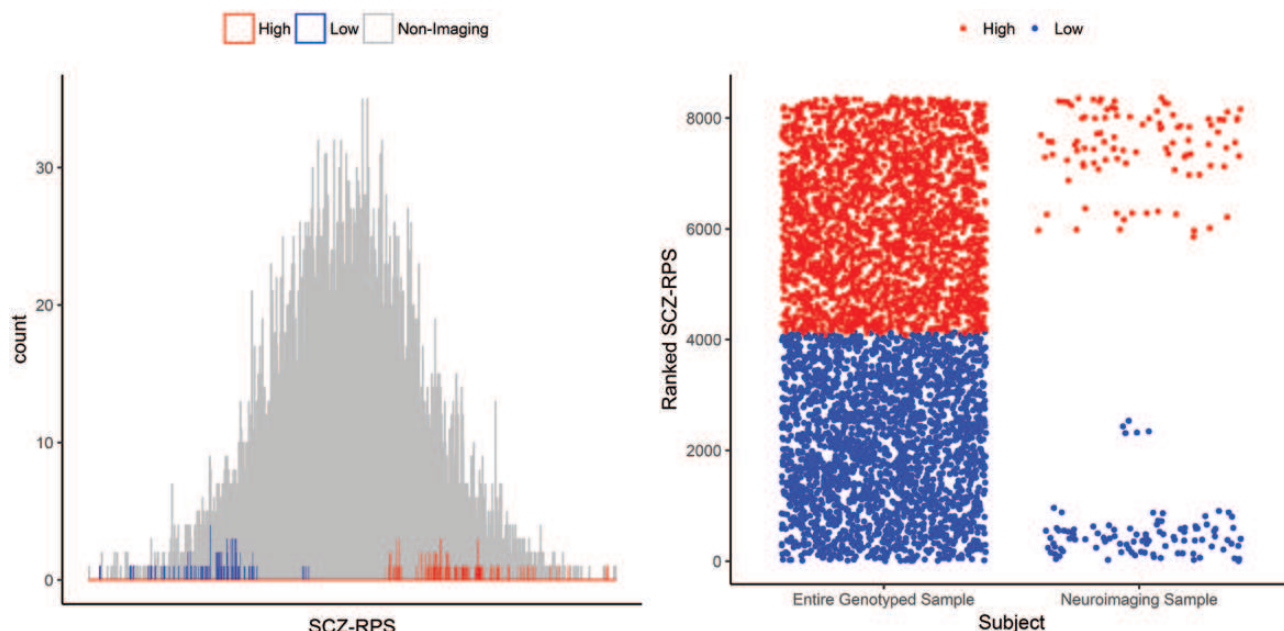 High Low Non-Imaging
count
30
20
10
0
SCZ-RPS
High Low
Ranked SCZ-RPS
8000
6000
4000
2000
0
Entire Genotyped Sample Neuroimaging Sample
Subject